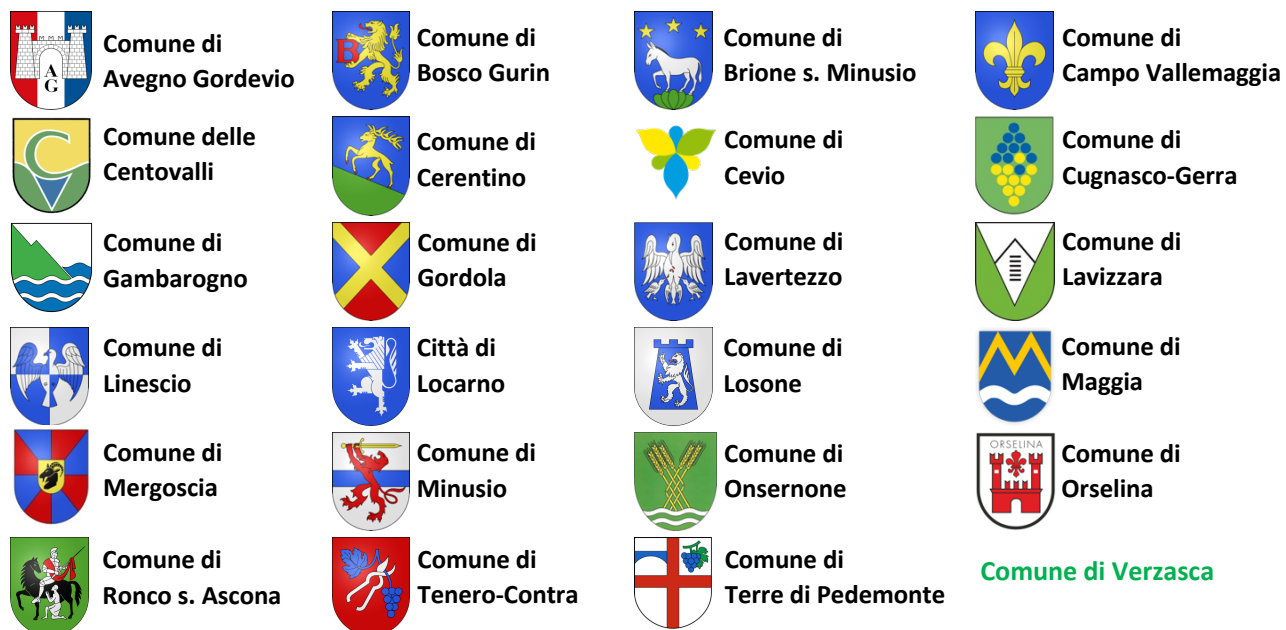 Comune di
Avegno Gordevio
A
G
Comune di
Bosco Gurin
B
Comune di
Brione s. Minusio
Comune di
Campo Vallemaggia
Comune delle
Centovalli
C
Comune di
Cerentino
Comune di
Cevio
Comune di
Cugnasco-Gerra
Comune di
Gambarogno
Comune di
Gordola
Comune di
Lavertezzo
Comune di
Lavizzara
Comune di
Linescio
Città di
Locarno
Comune di
Losone
Comune di
Maggia
Comune di
Mergoscia
Comune di
Minusio
Comune di
Onsernone
ORSELINA
Comune di
Orselina
Comune di
Ronco s. Ascona
Comune di
Tenero-Contra
Comune di
Terre di Pedemonte
Comune di Verzasca